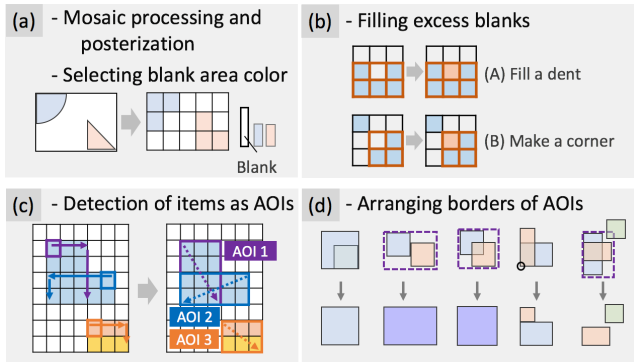 (a) - Mosaic processing and
posterization
- Selecting blank area color
Blank
(b) - Filling excess blanks
(A) Fill a dent
(B) Make a corner
(c) - Detection of items as AOIs
AOI 1
AOI 2
AOI 3
(d) - Arranging borders of AOIs